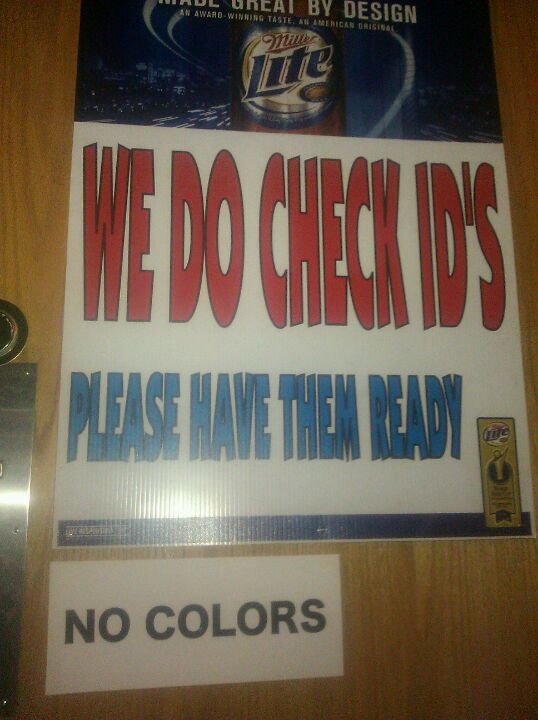 MADE GREAT BY DESIGN
AN AWARD-WINNING TASTE. AN AMERICAN ORIGINAL
Miller
Lite
WE DO CHECK ID'S
PLEASE HAVE THEM READY
Lite
NO COLORS